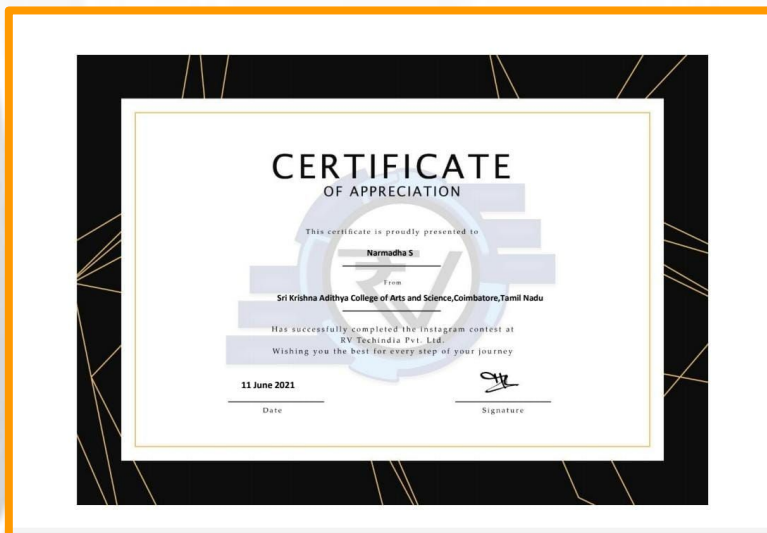 CERTIFICATE
OF APPRECIATION
This certificate is proudly presented to
Narmadha S
From
Sri Krishna Adithya College of Arts and Science,Coimbatore,Tamil Nadu
Has successfully completed the instagram contest at
RV Techindia Pvt. Ltd.
Wishing you the best for every step of your journey
11 June 2021
Date
Signature